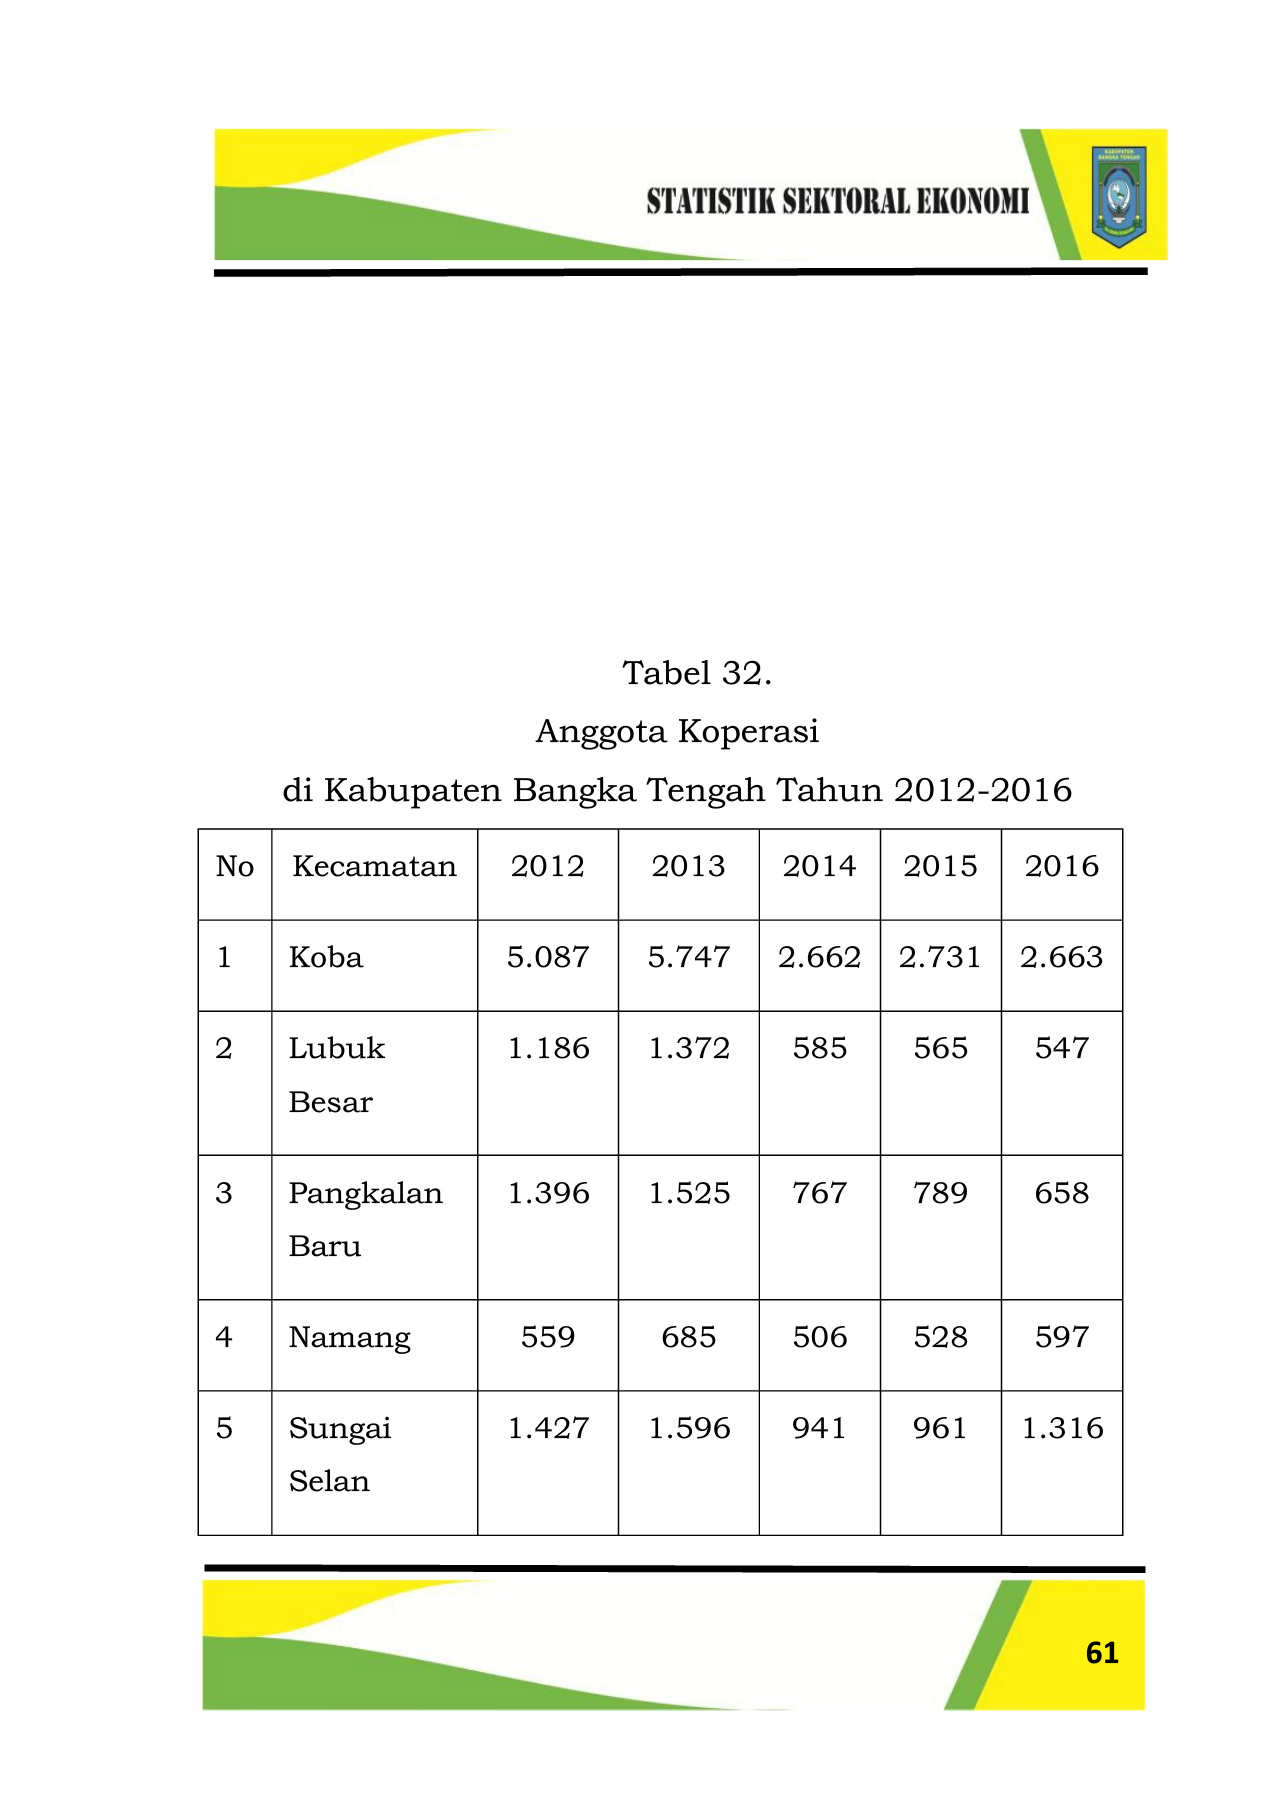 KABUPATEN
BANGKA TENGAH
STATISTIK SEKTORAL EKONOMI
Tabel 32.
Anggota Koperasi
di Kabupaten Bangka Tengah Tahun 2012-2016
No Kecamatan 2012 2013 2014 2015 2016
1 Koba 5.087 5.747 2.662 2.731 2.663
2 Lubuk 1.186 1.372 585 565 547
Besar
3 Pangkalan 1.396 1.525 767 789 658
Baru
4 Namang 559 685 506 528 597
5 Sungai 1.427 1.596 941 961 1.316
Selan
61